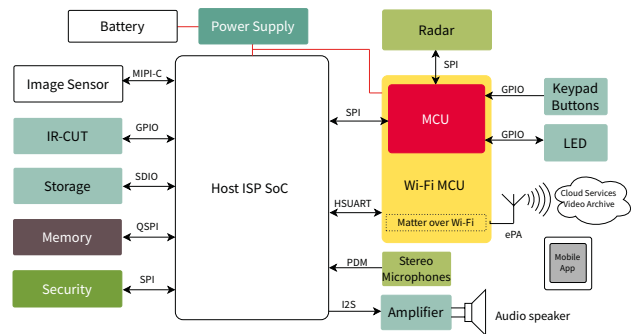 Battery
Power Supply
Radar
SPI
Image Sensor
MIPI-C
IR-CUT
GPIO
Storage
SDIO
Memory
QSPI
Security
SPI
Host ISP SoC
SPI
HSUART
PDM
I2S
MCU
Wi-Fi MCU
Matter over Wi-Fi
GPIO
Keypad
Buttons
GPIO
LED
ePA
Cloud Services
Video Archive
Mobile
App
Stereo
Microphones
Amplifier
Audio speaker